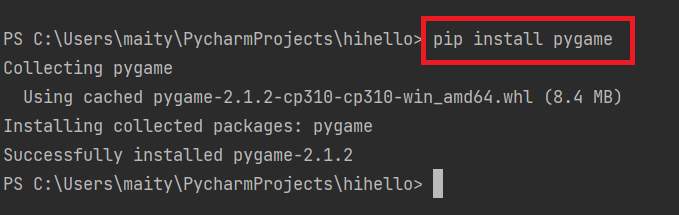 PS C:\Users\maity\PycharmProjects\hihello> pip install pygame
Collecting pygame
  Using cached pygame-2.1.2-cp310-cp310-win_amd64.whl (8.4 MB)
Installing collected packages: pygame
Successfully installed pygame-2.1.2
PS C:\Users\maity\PycharmProjects\hihello>